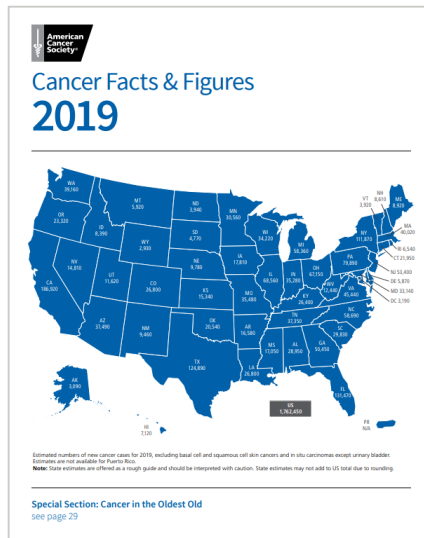 American
Cancer
Society®
Cancer Facts & Figures
2019
WA
39,160
OR
23,320
CA
186,920
NV
14,810
ID
8,390
MT
5,920
WY
2,930
UT
11,620
AZ
37,490
CO
26,800
NM
9,460
ND
3,940
SD
4,770
NE
9,780
KS
15,340
OK
20,540
TX
124,890
MN
30,560
IA
17,810
MO
35,480
AR
16,580
LA
26,800
WI
34,220
IL
68,560
MI
58,360
IN
35,280
OH
67,150
KY
26,400
TN
37,350
MS
17,050
AL
28,950
GA
50,450
FL
131,470
SC
29,830
NC
58,690
VA
45,440
WV
12,440
PA
79,890
NY
111,870
VT
3,920
NH
8,610
ME
8,920
MA
40,020
RI 6,540
CT 21,950
NJ 53,400
DE 5,870
MD 33,140
DC 3,190
AK
3,090
HI
7,120
US
1,762,450
PR
N/A
Estimated numbers of new cancer cases for 2019, excluding basal cell and squamous cell skin cancers and in situ carcinomas except urinary bladder.
Estimates are not available for Puerto Rico.
Note: State estimates are offered as a rough guide and should be interpreted with caution. State estimates may not add to US total due to rounding.
Special Section: Cancer in the Oldest Old
see page 29